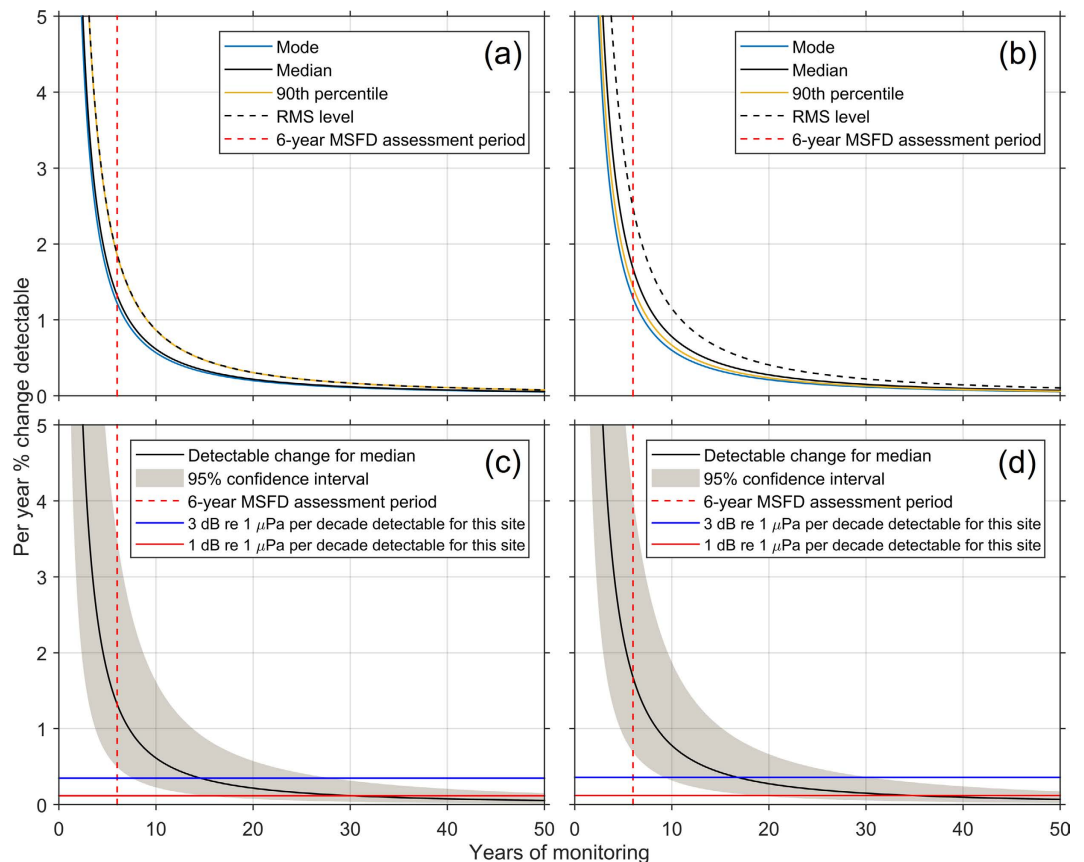 Per year % change detectable
5
4
3
2
1
0
Mode
Median
90th percentile
RMS level
6-year MSFD assessment period
(a)
Mode
Median
90th percentile
RMS level
6-year MSFD assessment period
(b)
5
4
3
2
1
0
Detectable change for median
95% confidence interval
6-year MSFD assessment period
3 dB re 1 μPa per decade detectable for this site
1 dB re 1 μPa per decade detectable for this site
(c)
Detectable change for median
95% confidence interval
6-year MSFD assessment period
3 dB re 1 μPa per decade detectable for this site
1 dB re 1 μPa per decade detectable for this site
(d)
0 10 20 30 40 50
0 10 20 30 40 50
Years of monitoring